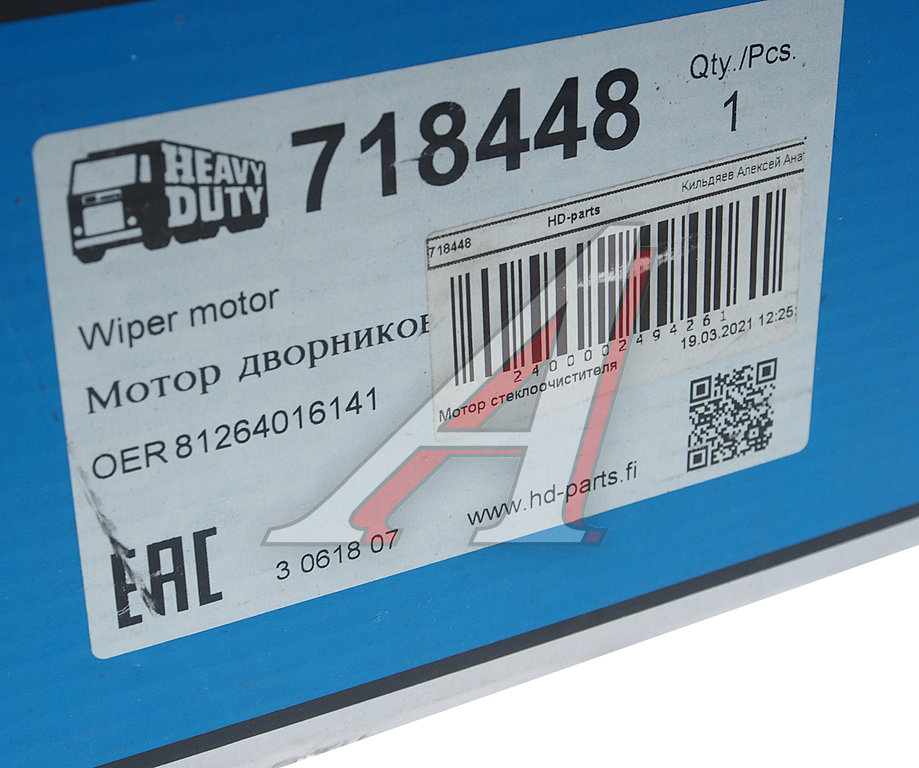 HEAVY
DUTY
718448
Qty./Pcs.
1
Wiper motor
Мотор дворников
OER 81264016141
EAC
3 0618 07
www.hd-parts.fi
718448
HD-parts
Кильдяев Алексей Анат
2400002494261
19.03.2021 12:25:
Мотор стеклоочистителя